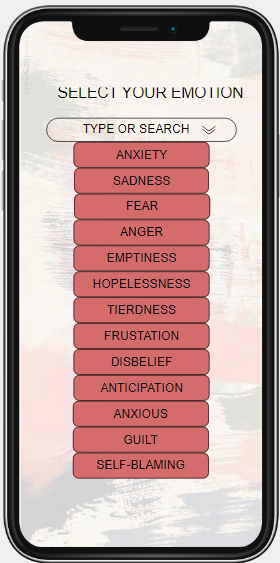 SELECT YOUR EMOTION
TYPE OR SEARCH
ANXIETY
SADNESS
FEAR
ANGER
EMPTINESS
HOPELESSNESS
TIERDNESS
FRUSTATION
DISBELIEF
ANTICIPATION
ANXIOUS
GUILT
SELF-BLAMING